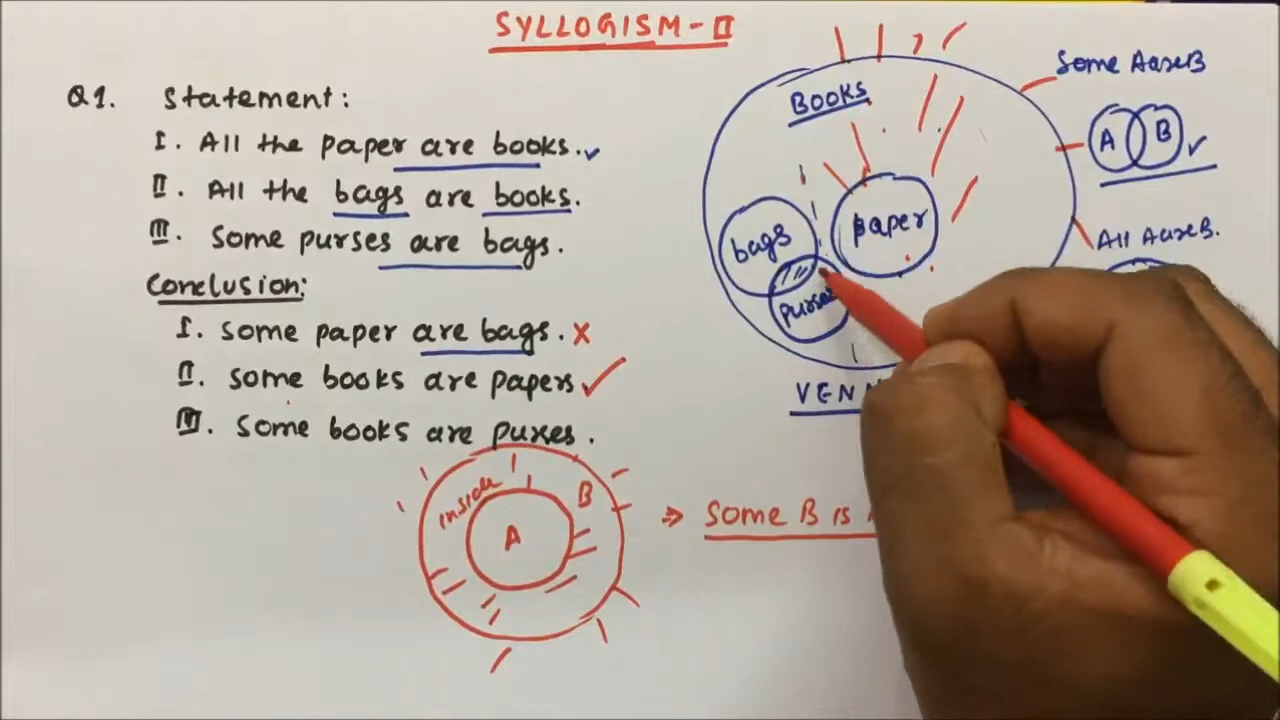 SYLLOGISM-II
Q1. Statement:
I. All the paper are books.
II. All the bags are books.
III. Some purses are bags.
Conclusion:
I. some paper are bags. x
II. some books are papers ✓
III. some books are purses.
BOOKS
bags
paper
purses
Some A are B
A B
All A are B.
inside
A
B
⇒ Some B is